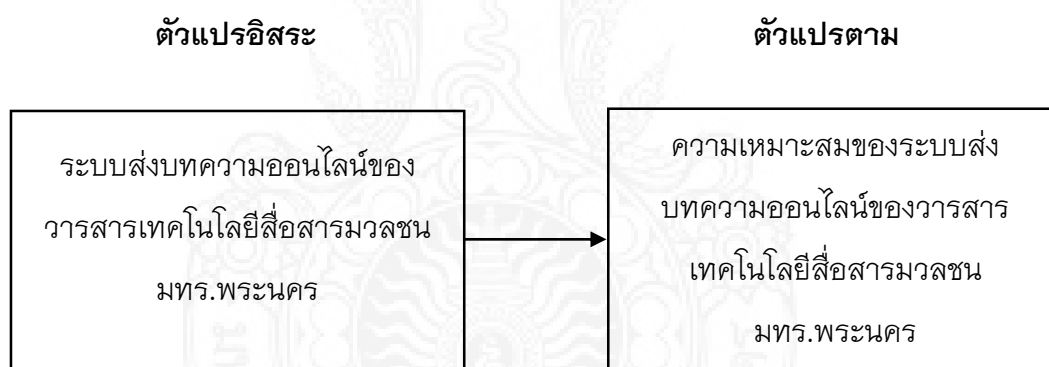 ตัวแปรอิสระ
ตัวแปรตาม
ระบบส่งบทความออนไลน์ของ
วารสารเทคโนโลยีสื่อสารมวลชน
มทร.พระนคร
ความเหมาะสมของระบบส่ง
บทความออนไลน์ของวารสาร
เทคโนโลยีสื่อสารมวลชน
มทร.พระนคร